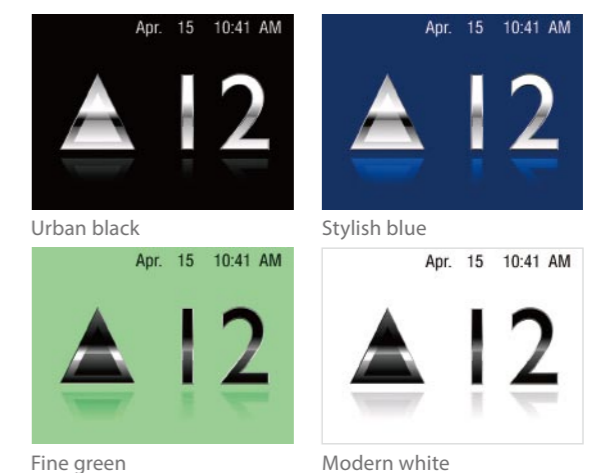 Apr. 15 10:41 AM
12
Urban black
Apr. 15 10:41 AM
12
Stylish blue
Apr. 15 10:41 AM
12
Fine green
Apr. 15 10:41 AM
12
Modern white